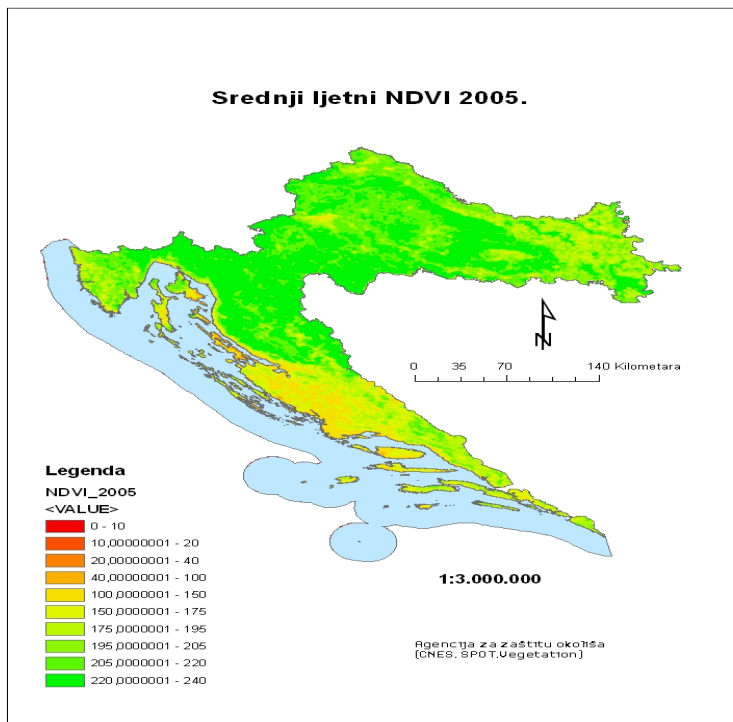 Srednji ljetni NDVI 2005.
N
0 35 70 140 Kilometara
Legenda
NDVI_2005
<VALUE>
0 - 10
10,00000001 - 20
20,0000001 - 40
40,0000001 - 100
100,0000001 - 150
150,0000001 - 175
175,0000001 - 195
195,0000001 - 205
205,0000001 - 220
220,0000001 - 240
1:3.000.000
Agencija za zaštitu okoliša
(CNES, SPOT,Vegetation)